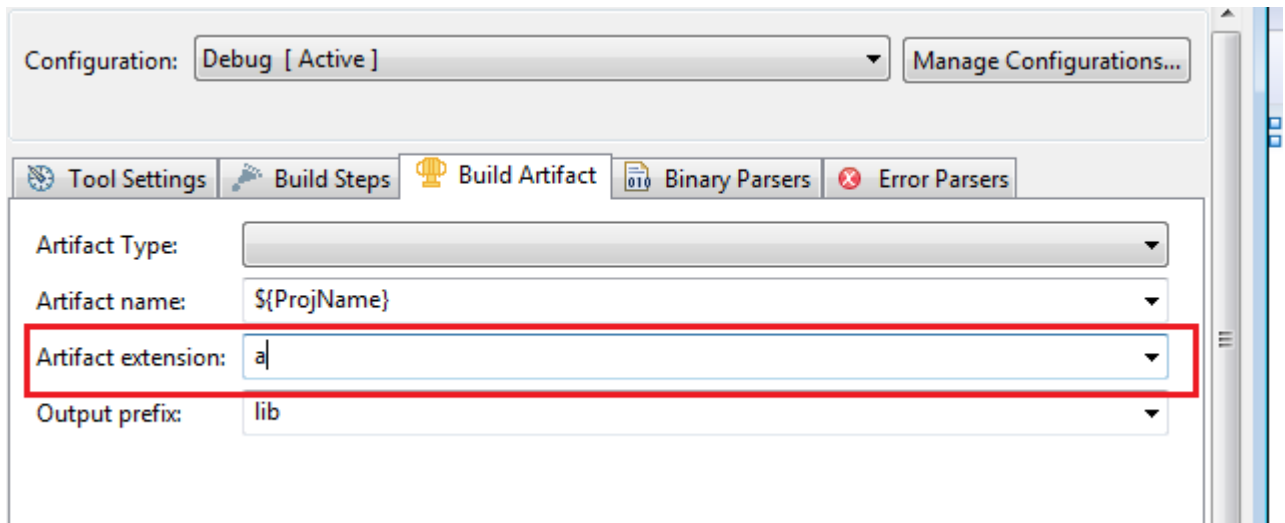 Configuration: Debug [ Active ] Manage Configurations...
Tool Settings Build Steps Build Artifact Binary Parsers Error Parsers
Artifact Type:
Artifact name: ${ProjName}
Artifact extension: a
Output prefix: lib